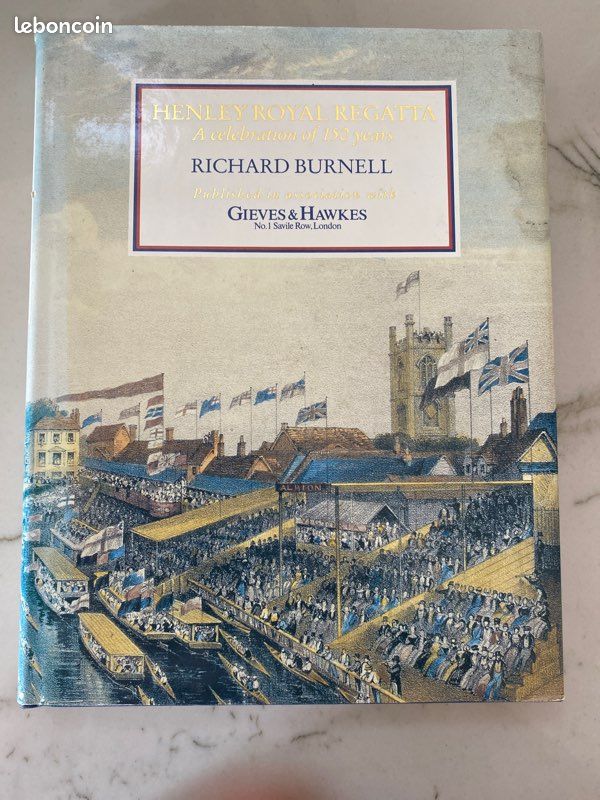 leboncoin
HENLEY ROYAL REGATTA
A celebration of 150 years
RICHARD BURNELL
Published in association with
GIEVES & HAWKES
No. 1 Savile Row, London
ALBION